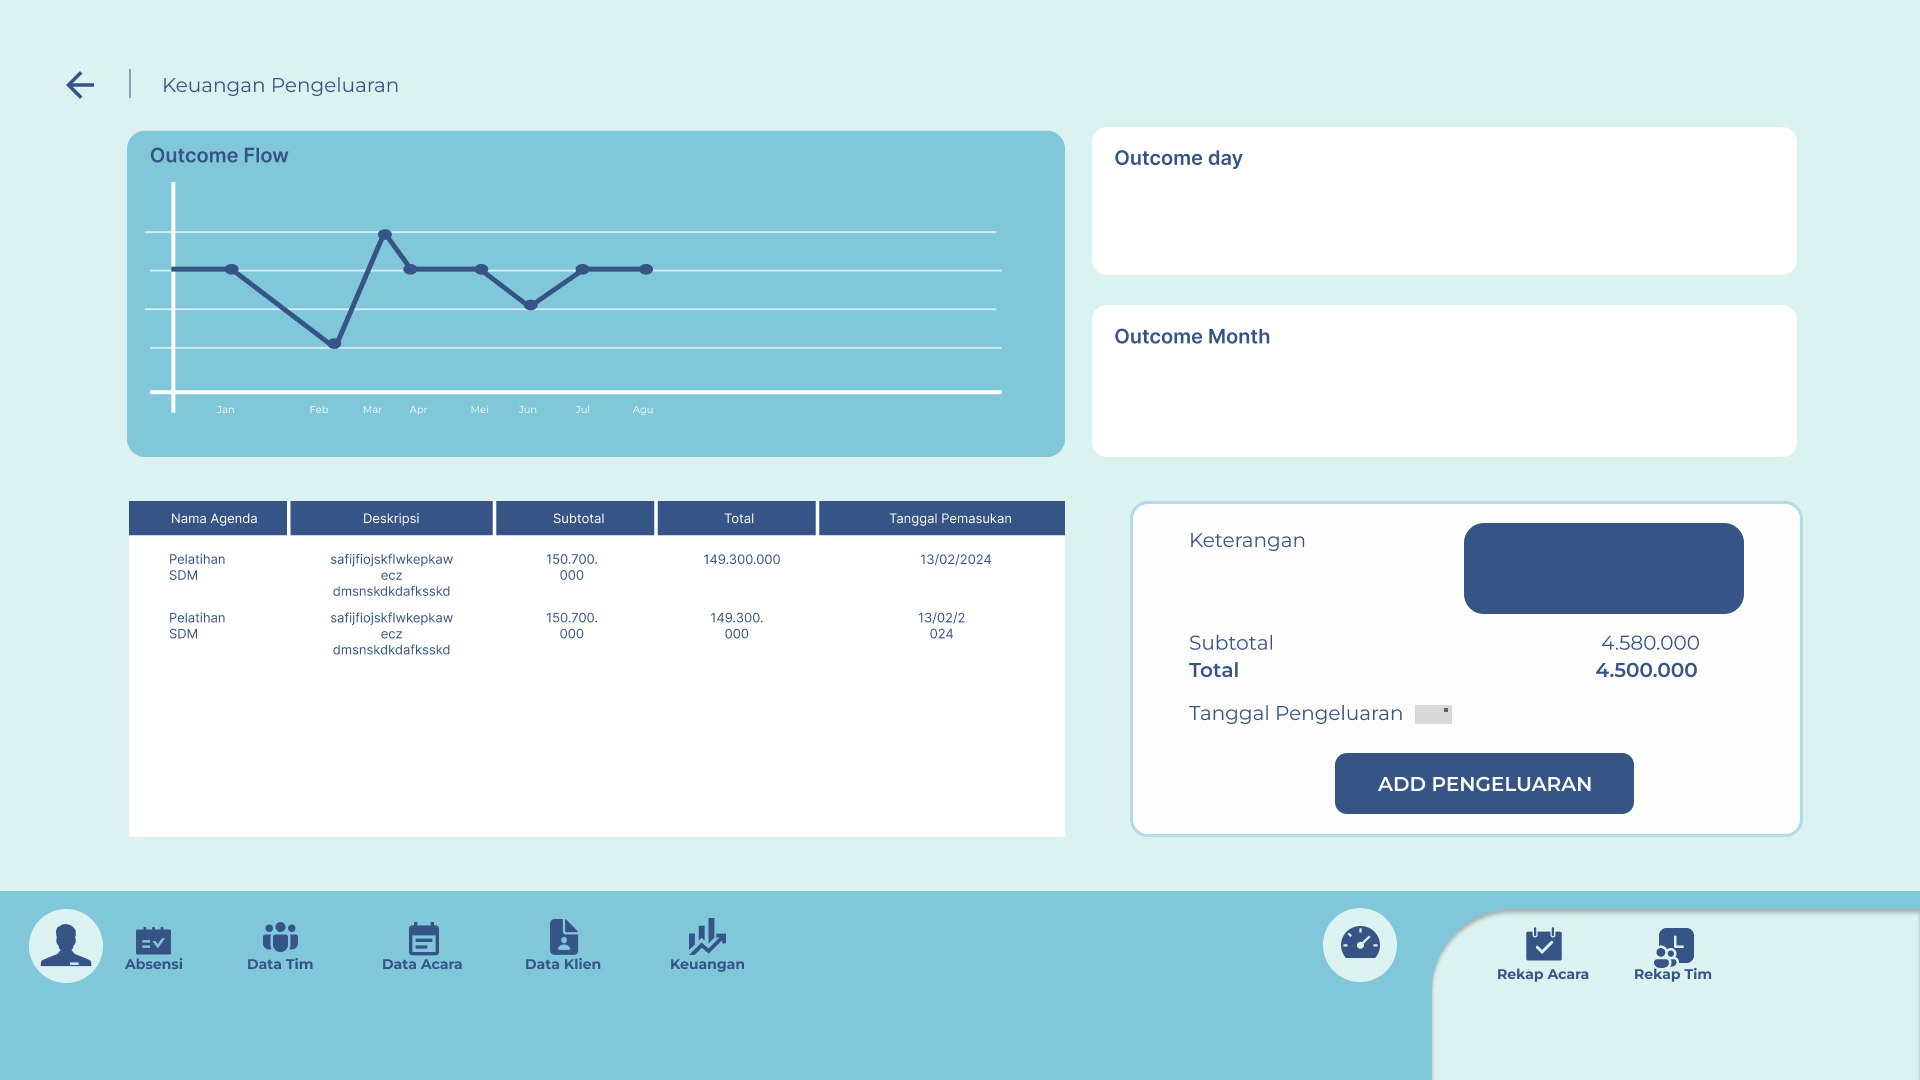 Keuangan Pengeluaran
Outcome Flow
Jan Feb Mar Apr Mei Jun Jul Agu
Outcome day
Outcome Month
Nama Agenda Deskripsi Subtotal Total Tanggal Pemasukan
Pelatihan safijfiojskflwkepkaw 150.700. 149.300.000 13/02/2024
SDM ecz 000
dmsnskdkdafksskd
Pelatihan safijfiojskflwkepkaw 150.700. 149.300. 13/02/2
SDM ecz 000 000 024
dmsnskdkdafksskd
Keterangan
Subtotal 4.580.000
Total 4.500.000
Tanggal Pengeluaran
ADD PENGELUARAN
Absensi Data Tim Data Acara Data Klien Keuangan
Rekap Acara Rekap Tim